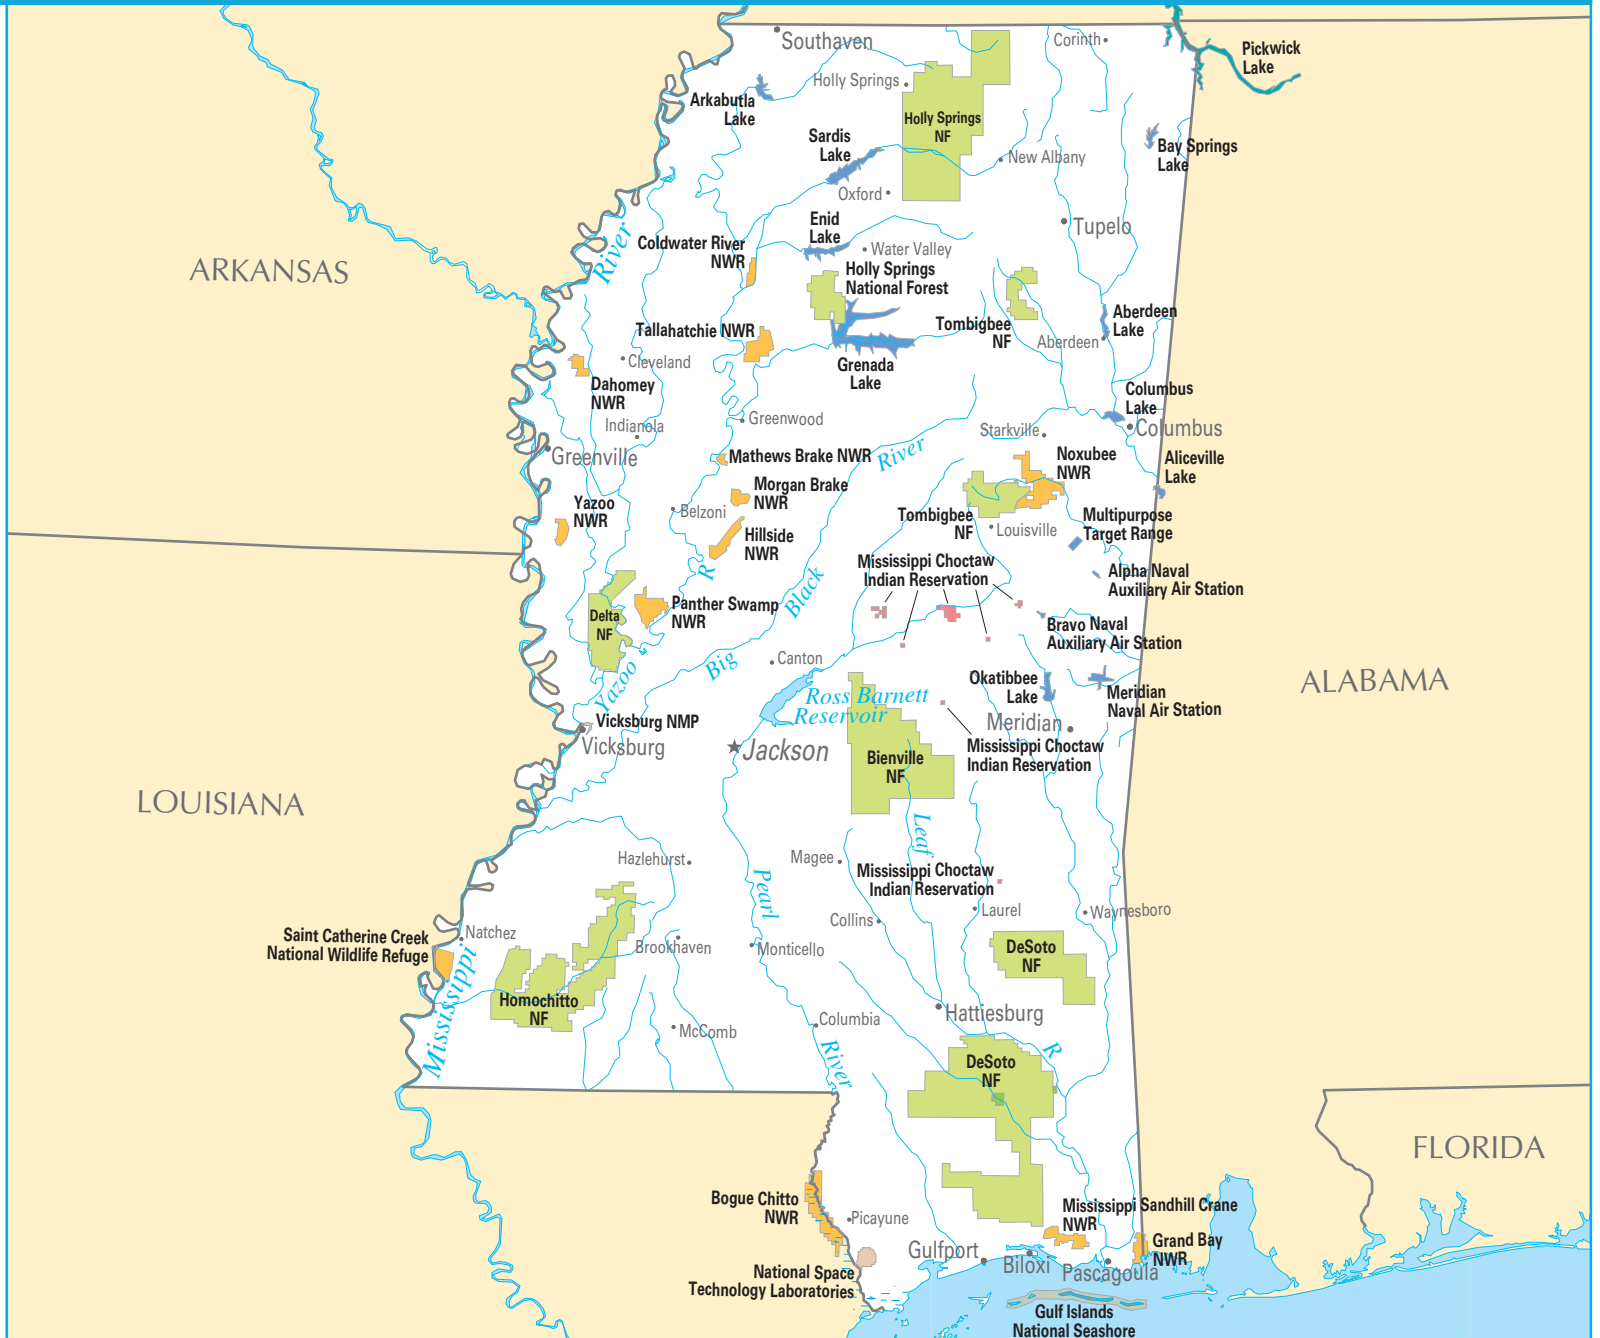 Southaven
Corinth
Pickwick
Lake
Holly Springs
Arkabutla
Lake
Holly Springs
NF
Sardis
Lake
Bay Springs
Lake
New Albany
Oxford
Enid
Lake
Tupelo
River
Coldwater River
NWR
Water Valley
Holly Springs
National Forest
ARKANSAS
Tallahatchie NWR
Tombigbee
NF
Aberdeen
Lake
Aberdeen
Cleveland
Grenada
Lake
Dahomey
NWR
Columbus
Lake
Indianola
Greenwood
Starkville
Columbus
Greenville
Mathews Brake NWR
River
Noxubee
NWR
Aliceville
Lake
Morgan Brake
NWR
Yazoo
NWR
Belzoni
Tombigbee
NF
Louisville
Multipurpose
Target Range
Hillside
NWR
R
Mississippi Choctaw
Indian Reservation
Alpha Naval
Auxiliary Air Station
Black
Panther Swamp
NWR
Delta
NF
Bravo Naval
Auxiliary Air Station
Big
Canton
Yazoo
Okatibbee
Lake
ALABAMA
Ross Barnett
Reservoir
Meridian
Naval Air Station
Vicksburg NMP
Vicksburg
Meridian
Jackson
Mississippi Choctaw
Indian Reservation
Bienville
NF
LOUISIANA
Leaf
Hazlehurst
Magee
Mississippi Choctaw
Indian Reservation
Pearl
Laurel
Waynesboro
Collins
Natchez
Saint Catherine Creek
National Wildlife Refuge
Brookhaven
Monticello
DeSoto
NF
Homochitto
NF
Mississippi
Hattiesburg
Columbia
McComb
River
R
DeSoto
NF
FLORIDA
Bogue Chitto
NWR
Picayune
Mississippi Sandhill Crane
NWR
Grand Bay
NWR
Gulfport
Biloxi
Pascagoula
National Space
Technology Laboratories
Gulf Islands
National Seashore